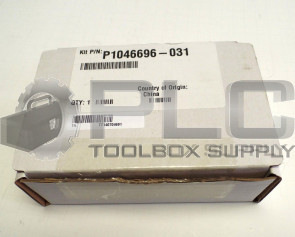 Kit P/N: P1046696-031
Country of Origin:
China
QTY: 1
PLC
TOOLBOX SUPPLY